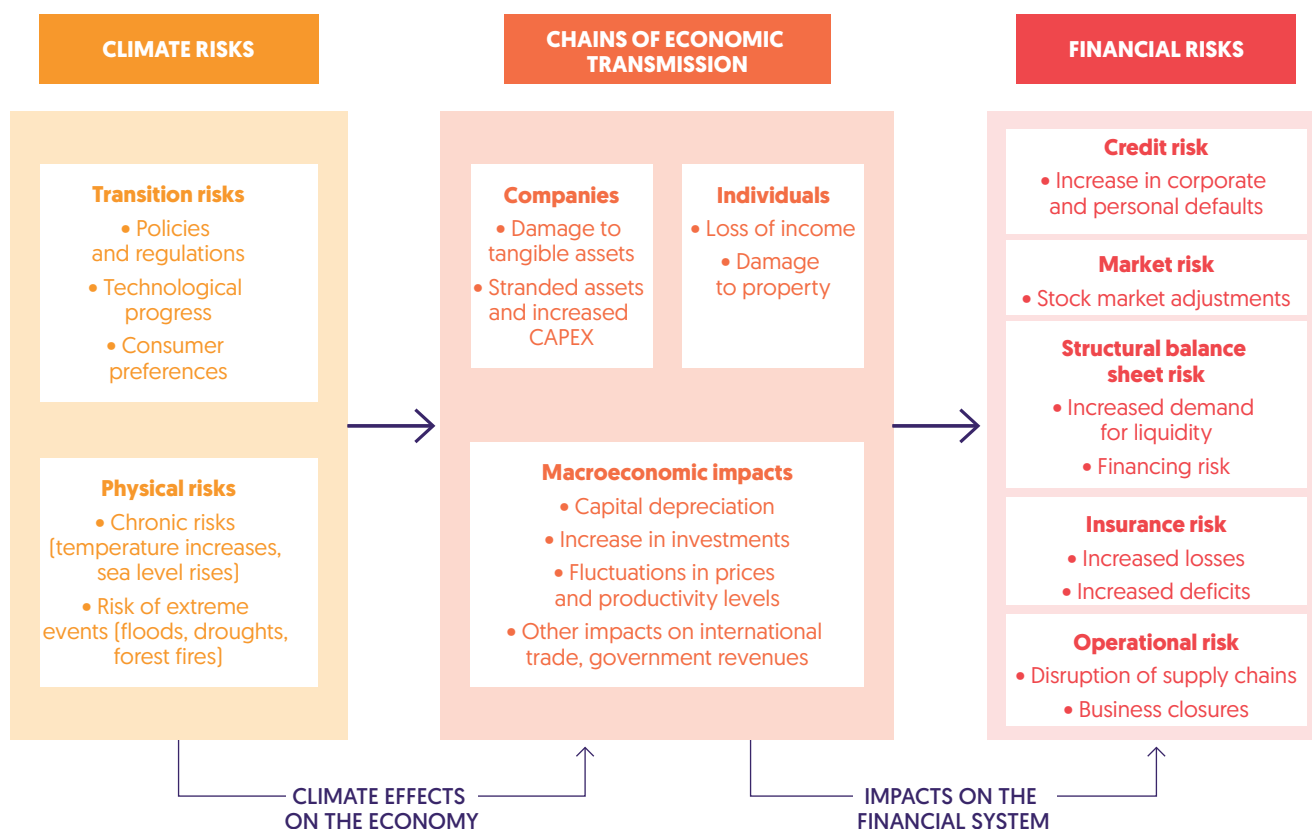 CLIMATE RISKS
Transition risks
• Policies
and regulations
• Technological
progress
• Consumer
preferences
Physical risks
• Chronic risks
(temperature increases,
sea level rises)
• Risk of extreme
events (floods, droughts,
forest fires)
CHAINS OF ECONOMIC
TRANSMISSION
Companies
• Damage to
tangible assets
• Stranded assets
and increased
CAPEX
Individuals
• Loss of income
• Damage
to property
Macroeconomic impacts
• Capital depreciation
• Increase in investments
• Fluctuations in prices
and productivity levels
• Other impacts on international
trade, government revenues
FINANCIAL RISKS
Credit risk
• Increase in corporate
and personal defaults
Market risk
• Stock market adjustments
Structural balance
sheet risk
• Increased demand
for liquidity
• Financing risk
Insurance risk
• Increased losses
• Increased deficits
Operational risk
• Disruption of supply chains
• Business closures
CLIMATE EFFECTS
ON THE ECONOMY
IMPACTS ON THE
FINANCIAL SYSTEM